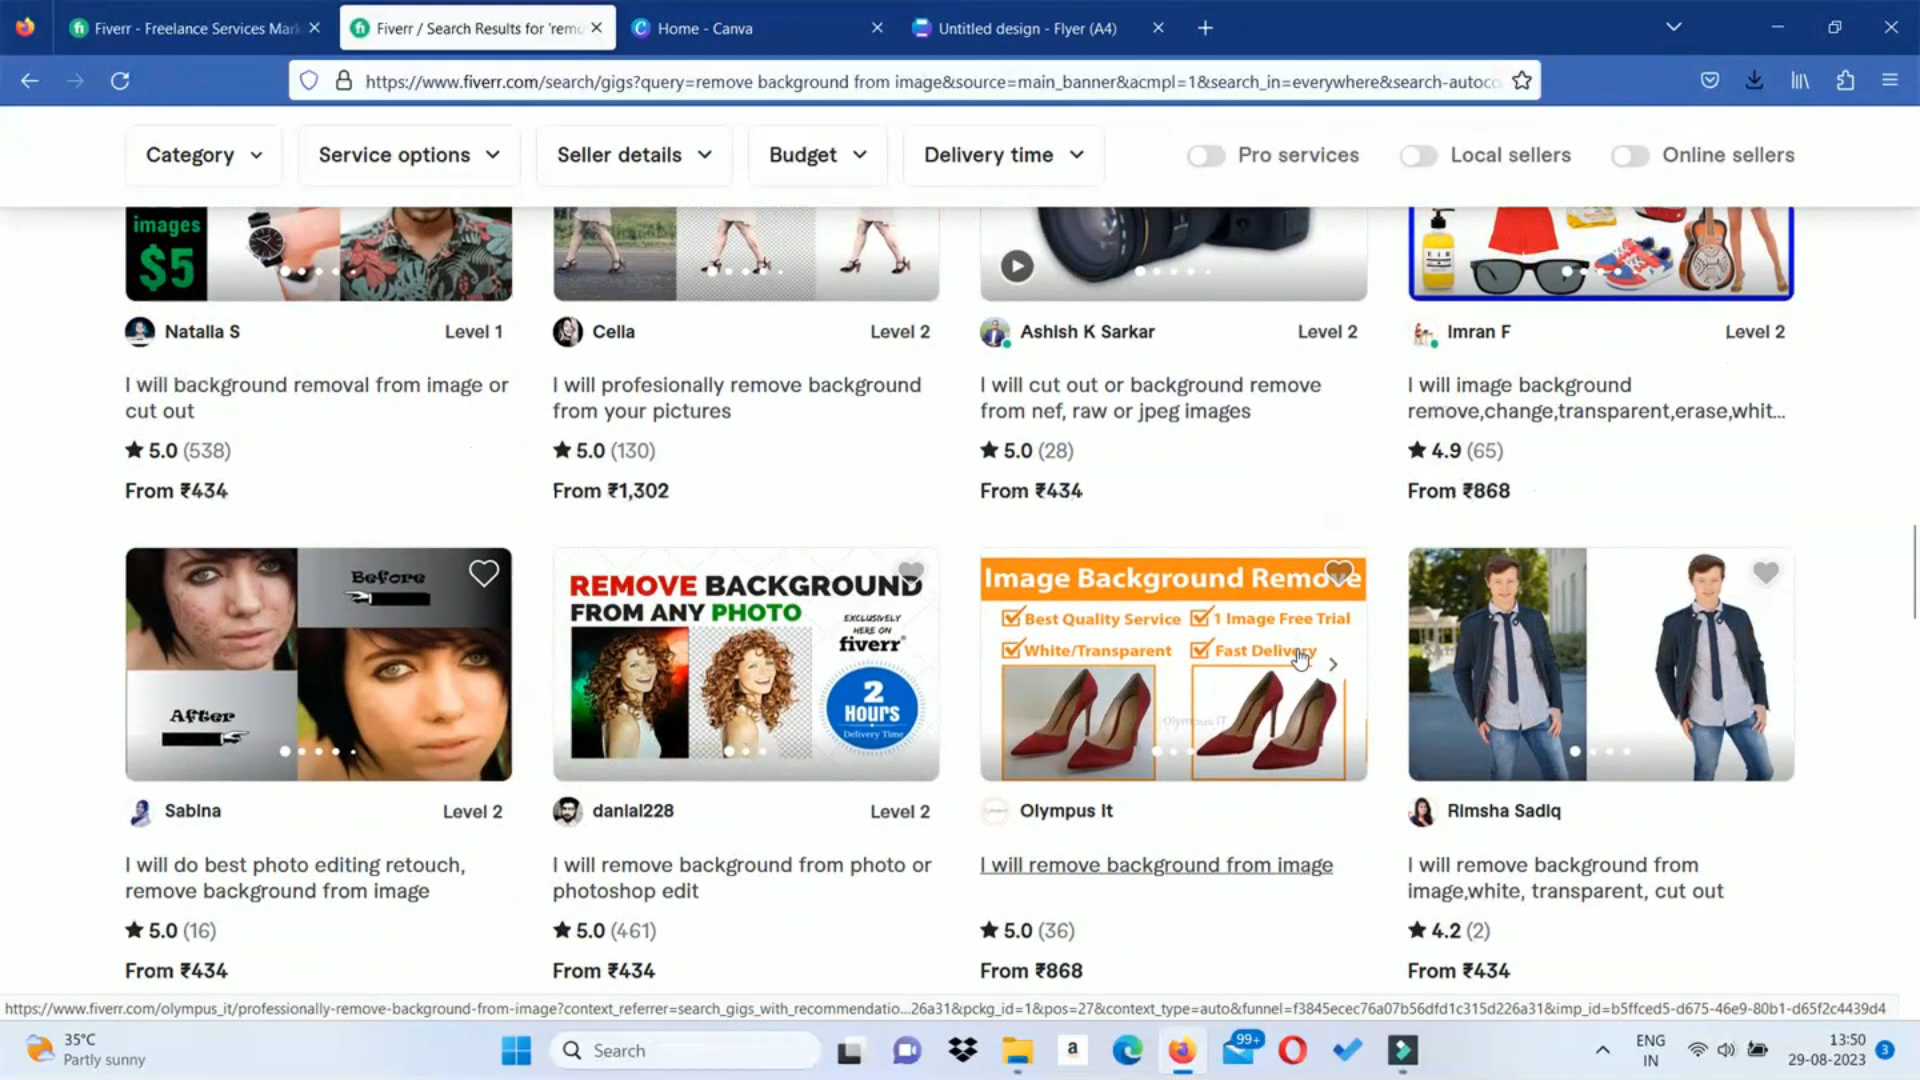 Fiverr - Freelance Services Mark
Fiverr / Search Results for 'remo
Home - Canva
Untitled design - Flyer (A4)
https://www.fiverr.com/search/gigs?query=remove background from image&source=main_banner&acmpl=1&search_in=everywhere&search-autoco
Category
Service options
Seller details
Budget
Delivery time
Pro services
Local sellers
Online sellers
images
$5
Natalia S
Level 1
Cella
Level 2
Ashish K Sarkar
Level 2
Imran F
Level 2
I will background removal from image or
cut out
I will profesionally remove background
from your pictures
I will cut out or background remove
from nef, raw or jpeg images
I will image background
remove,change,transparent,erase,whit...
5.0 (538)
5.0 (130)
5.0 (28)
4.9 (65)
From ₹434
From ₹1,302
From ₹434
From ₹868
Before
After
REMOVE BACKGROUND
FROM ANY PHOTO
EXCLUSIVELY
HERE ON
fiverr
2
HOURS
Delivery Time
Image Background Remove
Best Quality Service
1 Image Free Trial
White/Transparent
Fast Delivery
Olympus IT
Sabina
Level 2
danial228
Level 2
Olympus It
Rimsha Sadiq
I will do best photo editing retouch,
remove background from image
I will remove background from photo or
photoshop edit
I will remove background from image
I will remove background from
image,white, transparent, cut out
5.0 (16)
5.0 (461)
5.0 (36)
4.2 (2)
From ₹434
From ₹434
From ₹868
From ₹434
https://www.fiverr.com/olympus_it/professionally-remove-background-from-image?context_referrer=search_gigs_with_recommendatio...26a31&pckg_id=1&pos=27&context_type=auto&funnel=f3845ecec76a07b56dfd1c315d226a31&imp_id=b5ffced5-d675-46e9-80b1-d65f2c4439d4
35°C
Partly sunny
Search
a
99+
ENG
IN
13:50
29-08-2023
3